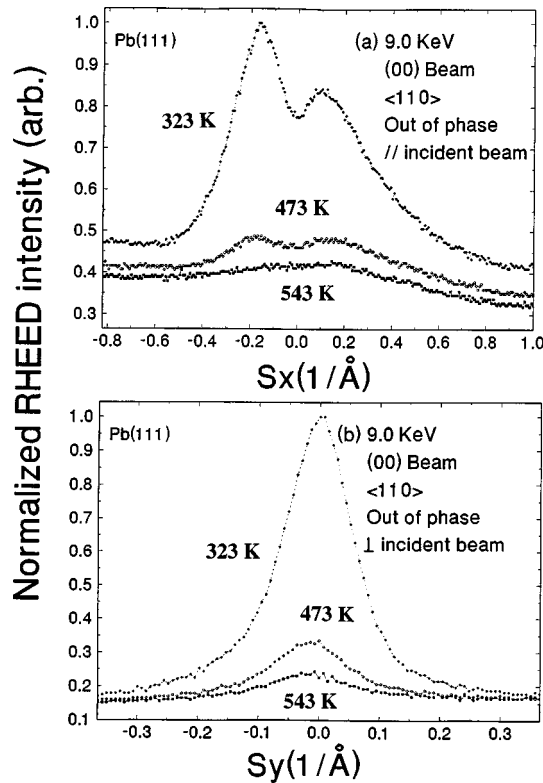 Normalized RHEED intensity (arb.)
Pb(111)
(a) 9.0 KeV
(00) Beam
<110>
Out of phase
// incident beam
323 K
473 K
543 K
1.0
0.9
0.8
0.7
0.6
0.5
0.4
0.3
-0.8 -0.6 -0.4 -0.2 0.0 0.2 0.4 0.6 0.8 1.0
Sx(1/Å)
Pb(111)
(b) 9.0 KeV
(00) Beam
<110>
Out of phase
⊥ incident beam
323 K
473 K
543 K
1.0
0.9
0.8
0.7
0.6
0.5
0.4
0.3
0.2
0.1
-0.3 -0.2 -0.1 0.0 0.1 0.2 0.3
Sy(1/Å)